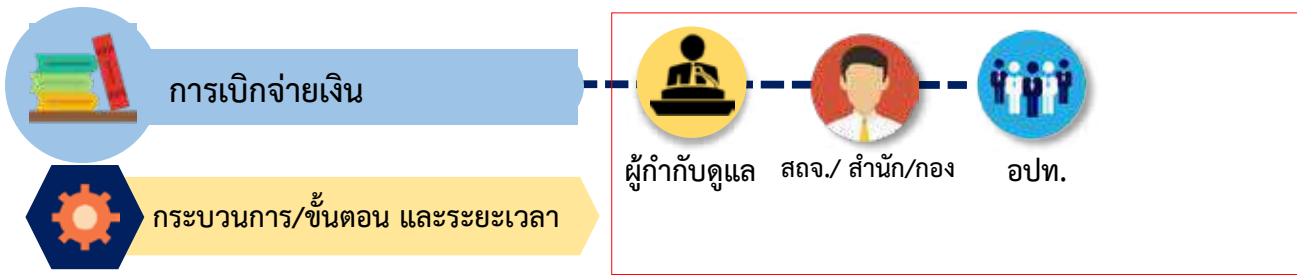 การเบิกจ่ายเงิน
ผู้กำกับดูแล สถจ./ สำนัก/กอง อปท.
กระบวนการ/ขั้นตอน และระยะเวลา